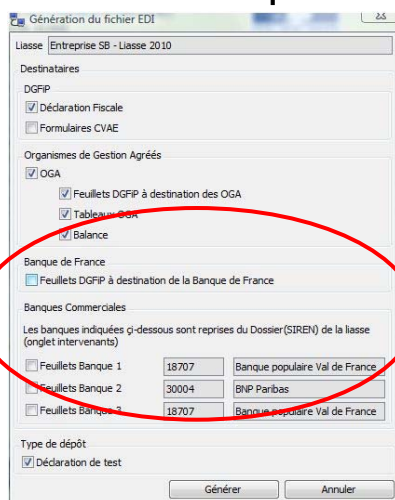 Génération du fichier EDI
Liasse Entreprise SB - Liasse 2010
Destinataires
DGFiP
Déclaration Fiscale
Formulaires CVAE
Organismes de Gestion Agréés
OGA
Feuillets DGFiP à destination des OGA
Tableaux OGA
Balance
Banque de France
Feuillets DGFiP à destination de la Banque de France
Banques Commerciales
Les banques indiquées çi-dessous sont reprises du Dossier(SIREN) de la liasse
(onglet intervenants)
Feuillets Banque 1 18707 Banque populaire Val de France
Feuillets Banque 2 30004 BNP Paribas
Feuillets Banque 3 18707 Banque populaire Val de France
Type de dépôt
Déclaration de test
Générer Annuler